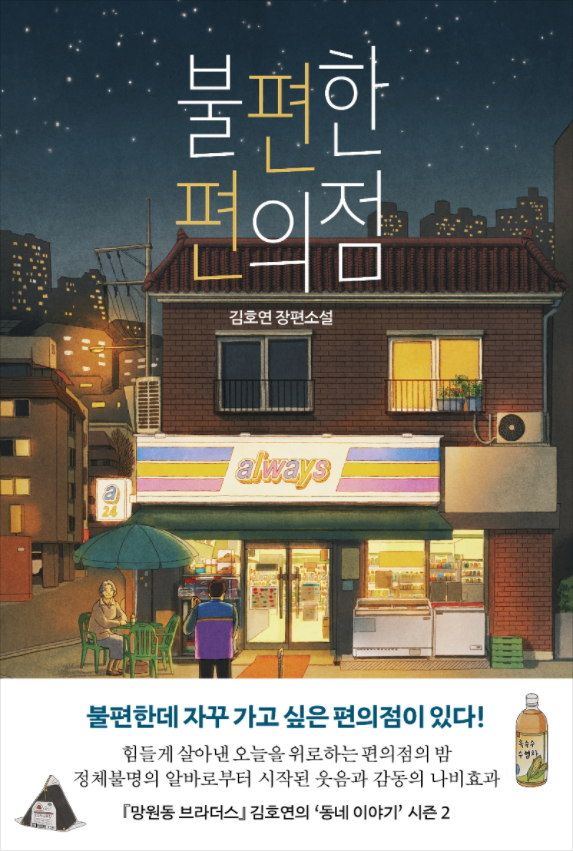 불편한
편의점
김호연 장편소설
always
a
24
불편한데 자꾸 가고 싶은 편의점이 있다!
힘들게 살아낸 오늘을 위로하는 편의점의 밤
정체불명의 알바로부터 시작된 웃음과 감동의 나비효과
『망원동 브라더스』 김호연의 ‘동네 이야기’ 시즌 2
옥수수
수염차